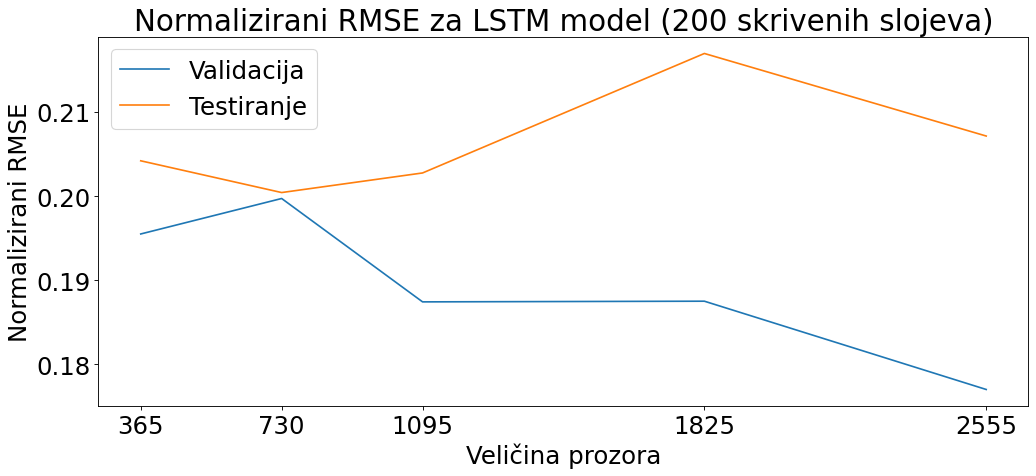 Normalizirani RMSE za LSTM model (200 skrivenih slojeva)
Validacija
Testiranje
Normalizirani RMSE
0.21
0.20
0.19
0.18
365 730 1095 1825 2555
Veličina prozora